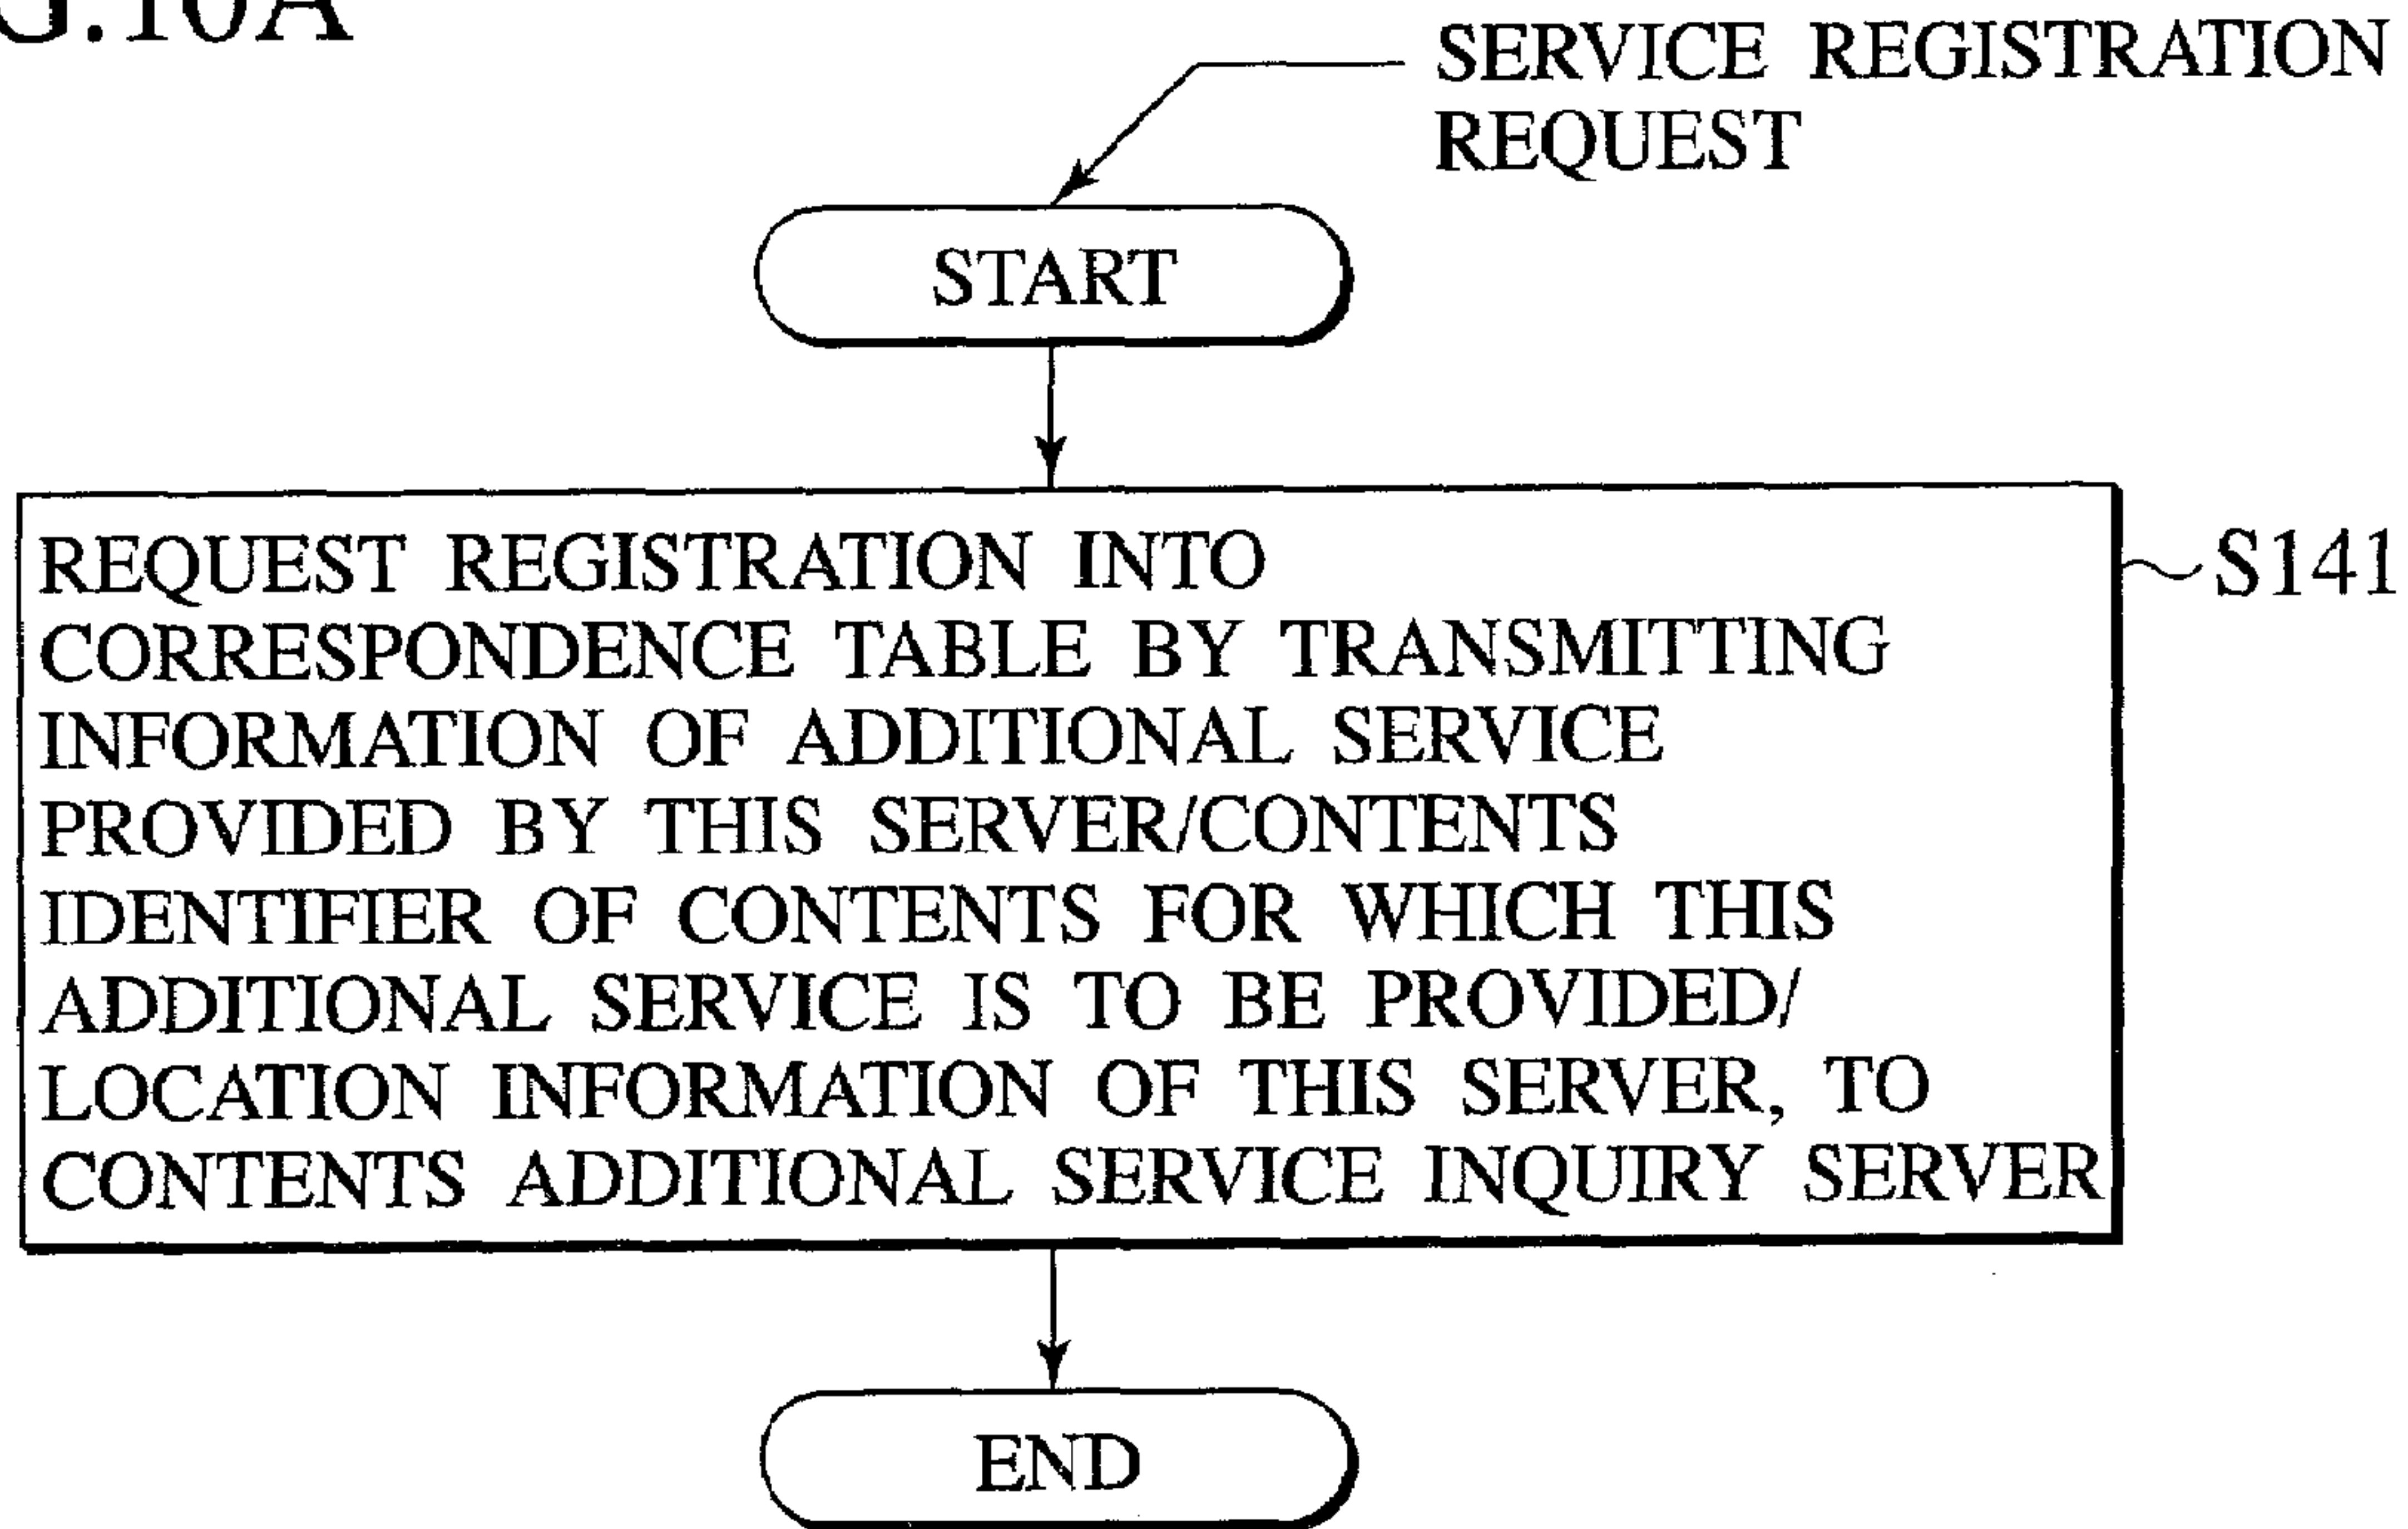 G.10A
SERVICE REGISTRATION
REQUEST
START
REQUEST REGISTRATION INTO
CORRESPONDENCE TABLE BY TRANSMITTING
INFORMATION OF ADDITIONAL SERVICE
PROVIDED BY THIS SERVER/CONTENTS
IDENTIFIER OF CONTENTS FOR WHICH THIS
ADDITIONAL SERVICE IS TO BE PROVIDED/
LOCATION INFORMATION OF THIS SERVER, TO
CONTENTS ADDITIONAL SERVICE INQUIRY SERVER
S141
END